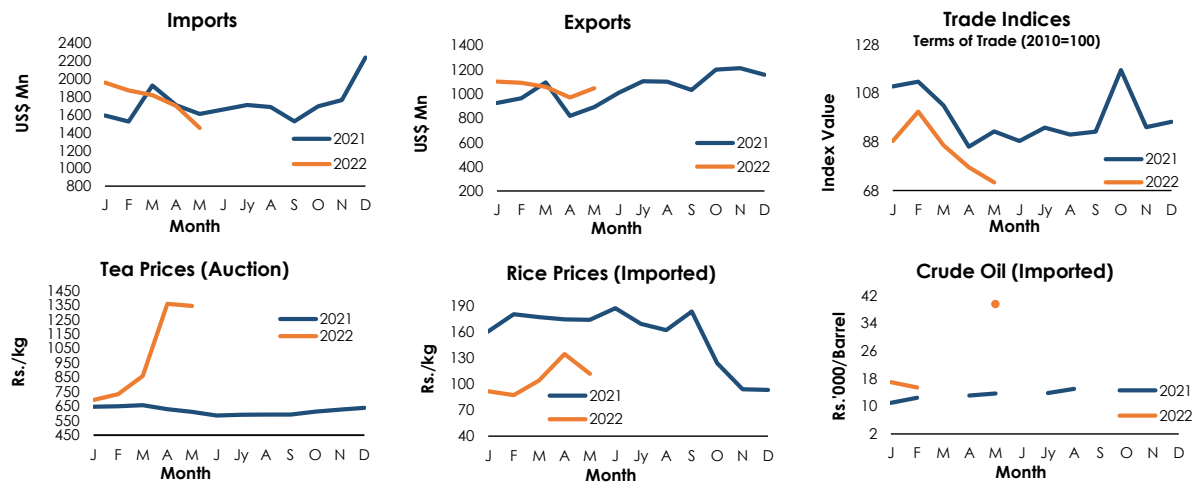 Imports
US$ Mn
2400
2200
2000
1800
1600
1400
1200
1000
800
2021
2022
J F M A M J Jy A S O N D
Month
Exports
US$ Mn
1400
1200
1000
800
600
400
200
2021
2022
J F M A M J Jy A S O N D
Month
Trade Indices
Terms of Trade (2010=100)
Index Value
128
108
88
68
2021
2022
J F M A M J Jy A S O N D
Month
Tea Prices (Auction)
Rs./kg
1450
1350
1250
1150
1050
950
850
750
650
550
450
2021
2022
J F M A M J Jy A S O N D
Month
Rice Prices (Imported)
Rs./kg
190
160
130
100
70
40
2021
2022
J F M A M J Jy A S O N D
Month
Crude Oil (Imported)
Rs.'000/Barrel
42
34
26
18
10
2
2021
2022
J F M A M J Jy A S O N D
Month